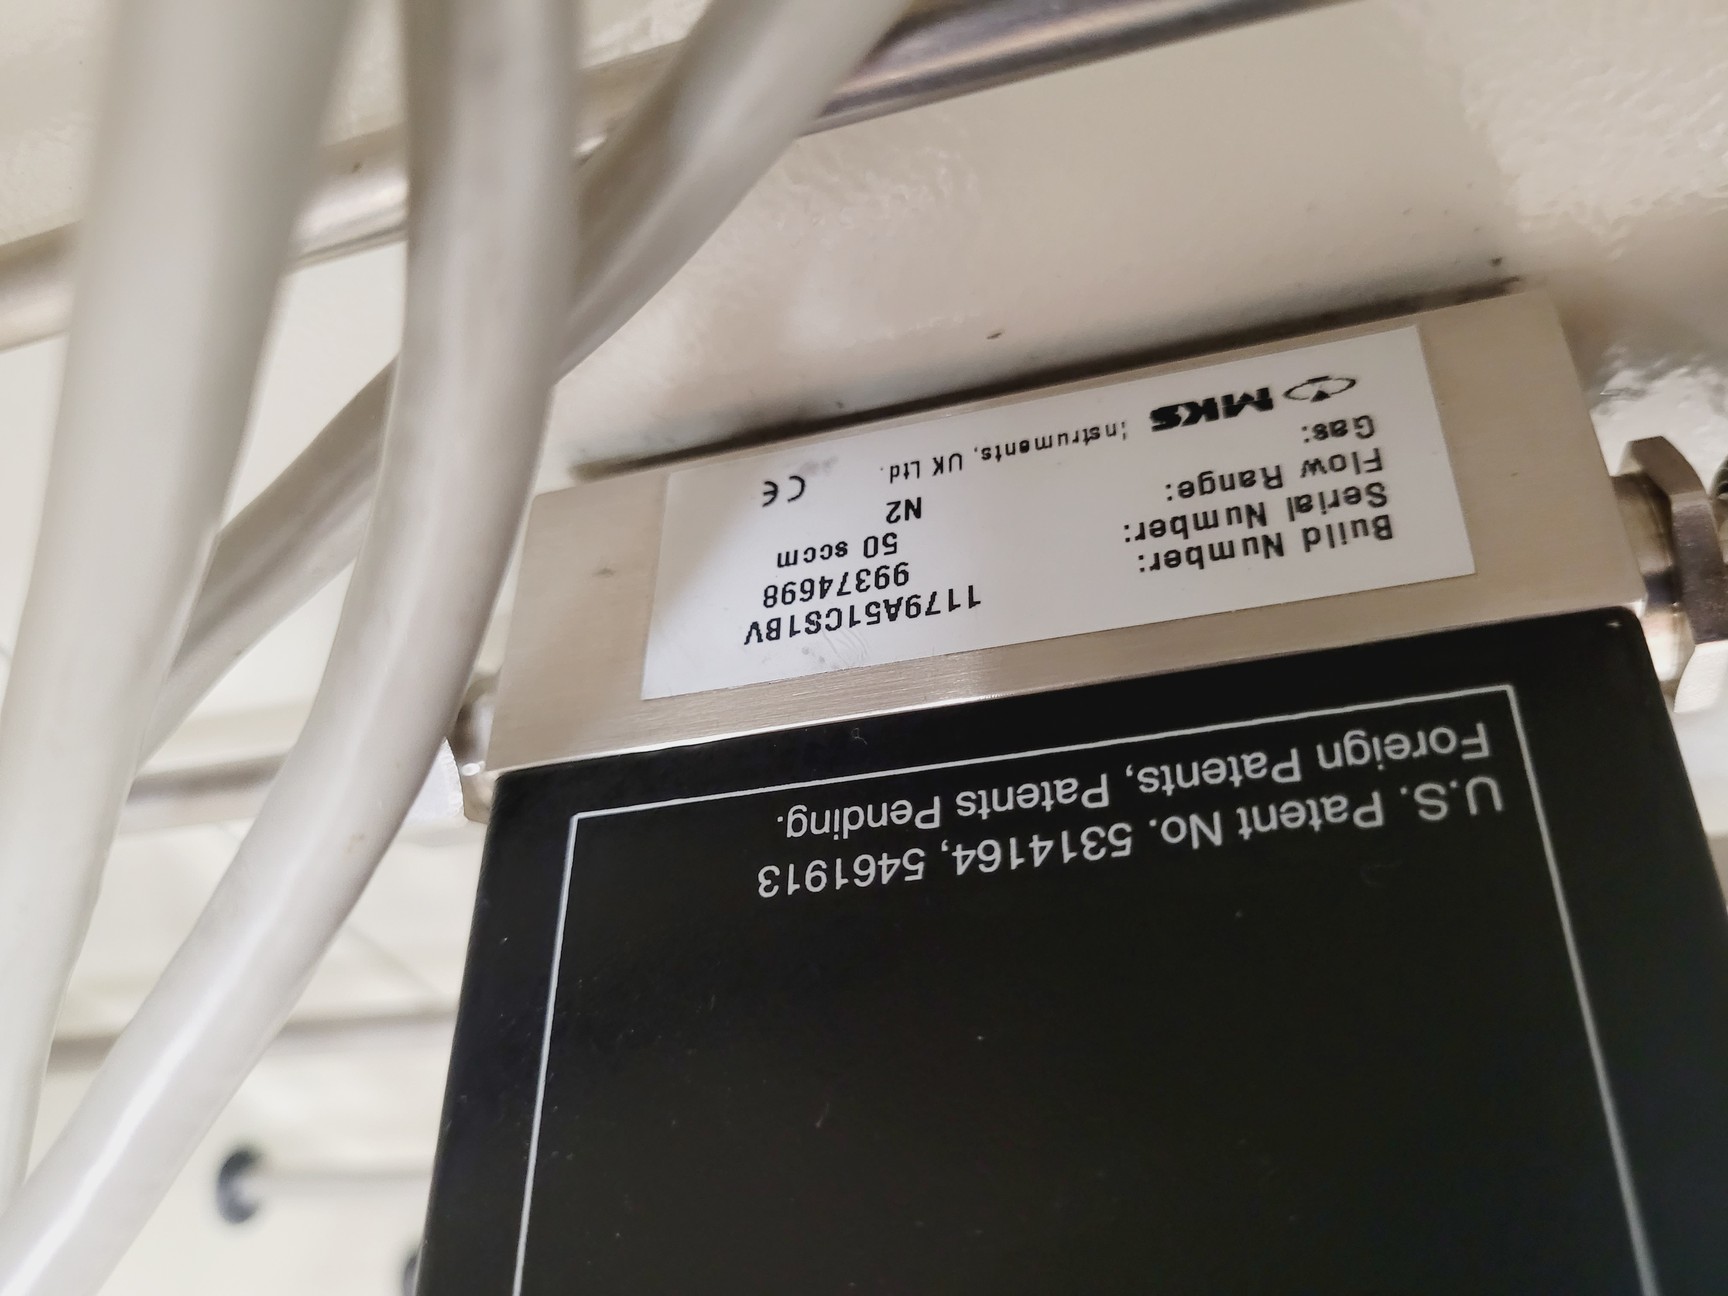 MKS Instruments, UK Ltd.
CE
Gas: N2
Flow Range: 50 sccm
Serial Number: 99374698
Build Number: 1179A51CS1BV
U.S. Patent No. 5314164, 5461913
Foreign Patents, Patents Pending.